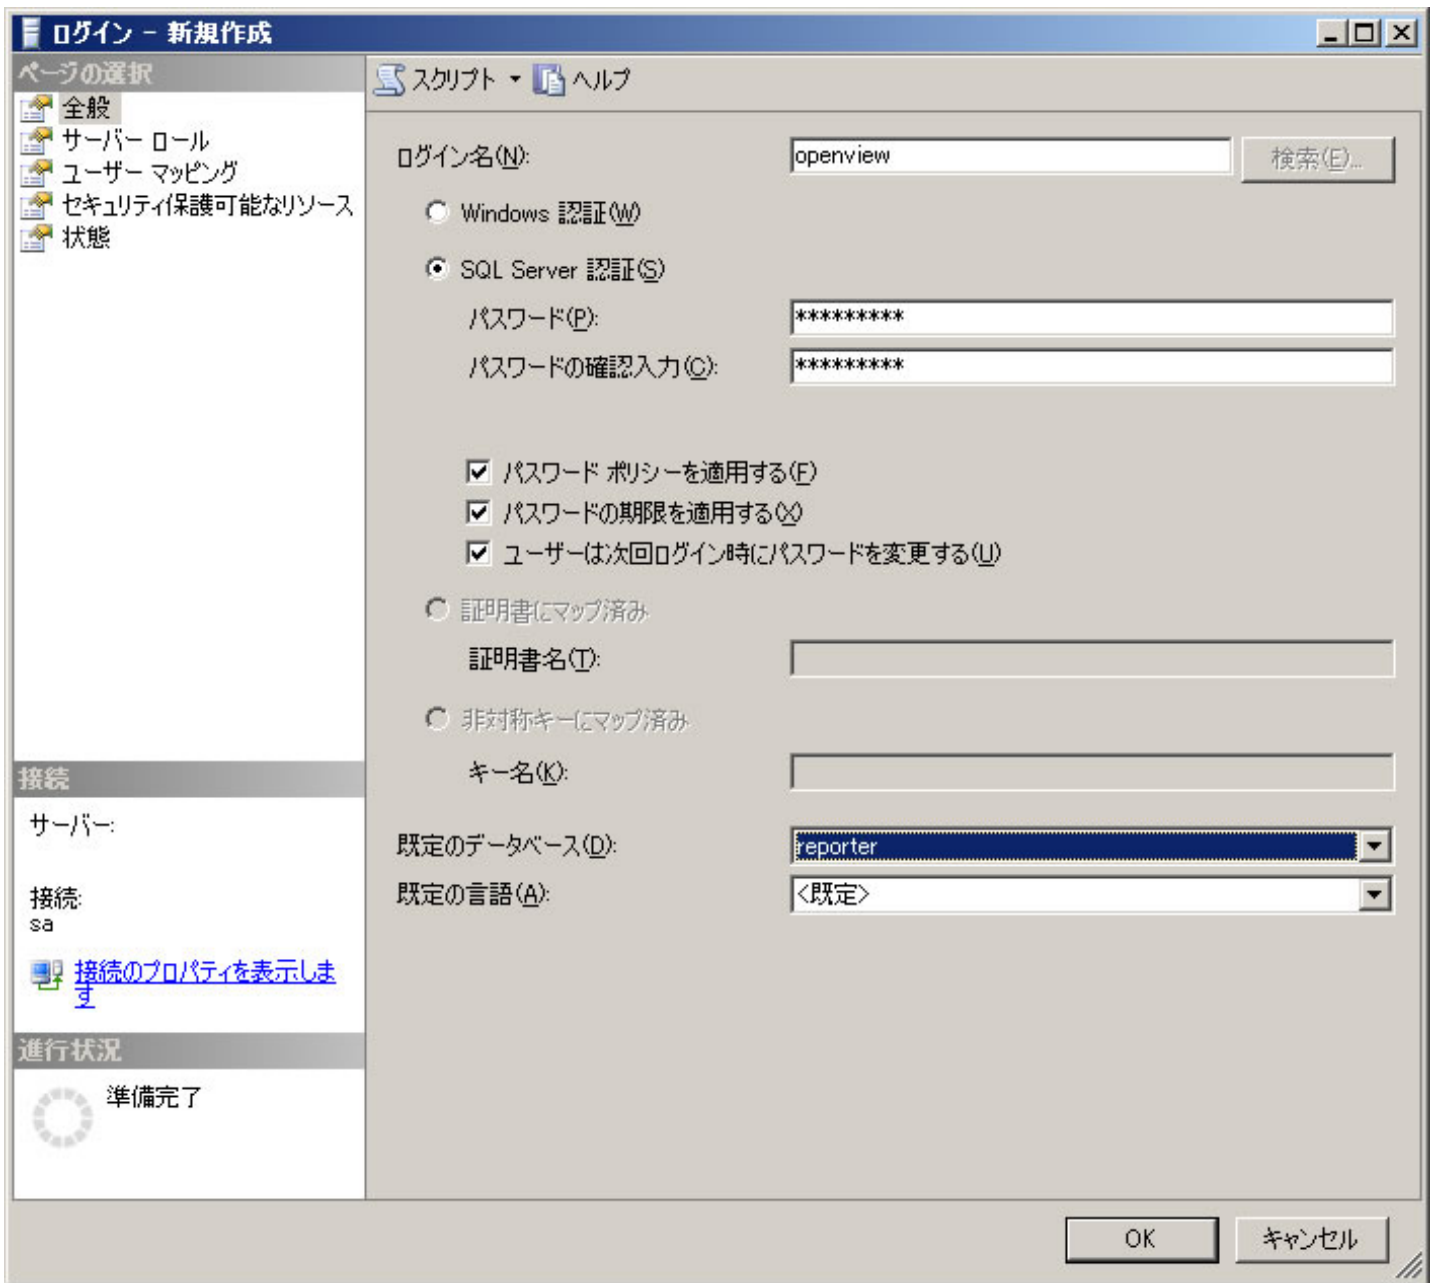 ログイン - 新規作成
ページの選択
全般
サーバー ロール
ユーザー マッピング
セキュリティ保護可能なリソース
状態
スクリプト
ヘルプ
ログイン名(N):
openview
検索(E)...
Windows 認証(W)
SQL Server 認証(S)
パスワード(P):
*********
パスワードの確認入力(C):
*********
パスワード ポリシーを適用する(F)
パスワードの期限を適用する(X)
ユーザーは次回ログイン時にパスワードを変更する(U)
証明書にマップ済み
証明書名(T):
非対称キーにマップ済み
キー名(K):
既定のデータベース(D):
reporter
既定の言語(A):
<既定>
接続
サーバー:
接続:
sa
接続のプロパティを表示しま
す
進行状況
準備完了
OK
キャンセル